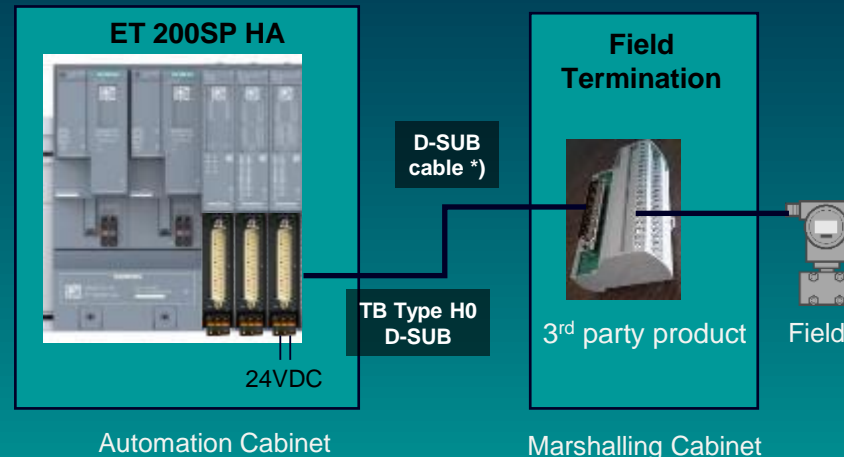 ET 200SP HA
Field
Termination
D-SUB
cable *)
TB Type H0
D-SUB
3rd party product
Field
24VDC
Automation Cabinet
Marshalling Cabinet